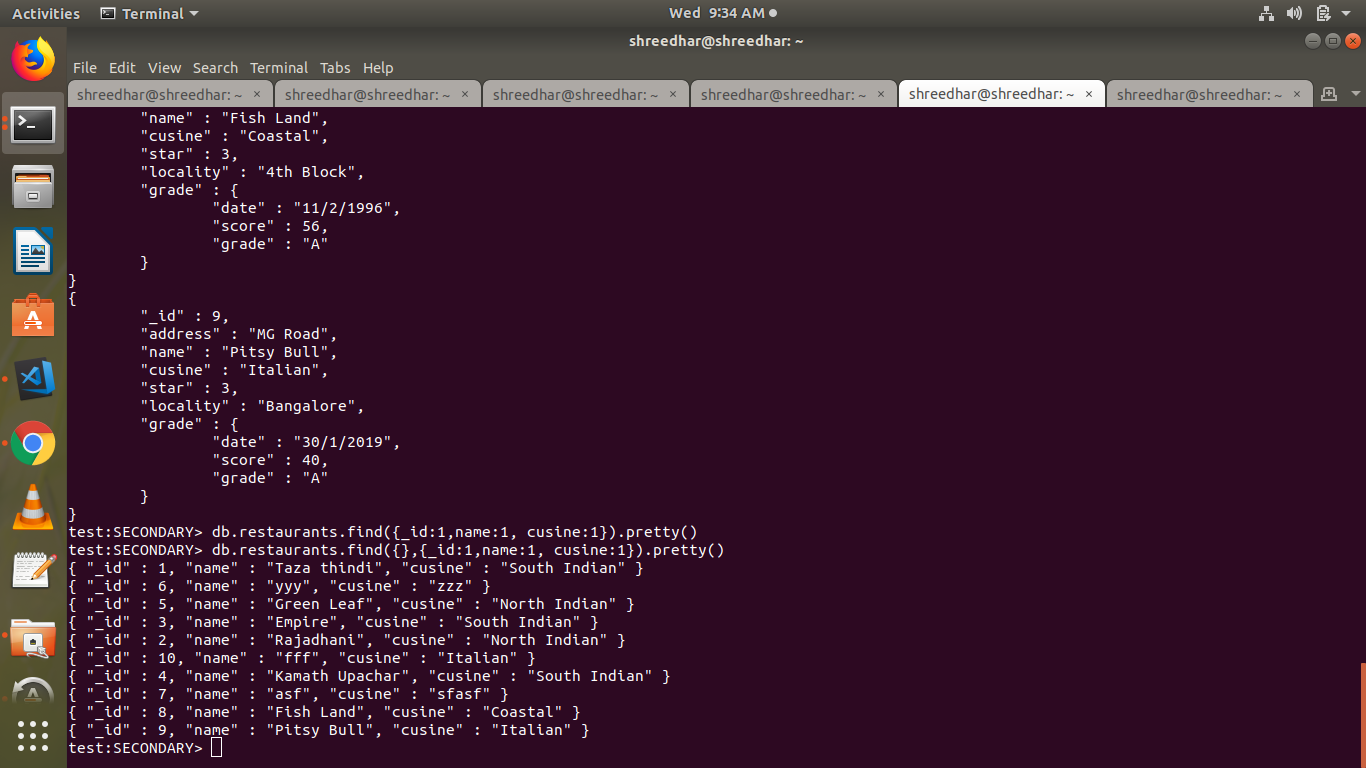 Activities Terminal Wed 9:34 AM
shreedhar@shreedhar: ~
File Edit View Search Terminal Tabs Help
shreedhar@shreedhar: ~ × shreedhar@shreedhar: ~ × shreedhar@shreedhar: ~ × shreedhar@shreedhar: ~ × shreedhar@shreedhar: ~ × shreedhar@shreedhar: ~ ×
"name" : "Fish Land",
"cusine" : "Coastal",
"star" : 3,
"locality" : "4th Block",
"grade" : {
"date" : "11/2/1996",
"score" : 56,
"grade" : "A"
}
}
{
"_id" : 9,
"address" : "MG Road",
"name" : "Pitsy Bull",
"cusine" : "Italian",
"star" : 3,
"locality" : "Bangalore",
"grade" : {
"date" : "30/1/2019",
"score" : 40,
"grade" : "A"
}
}
test:SECONDARY> db.restaurants.find({_id:1,name:1, cusine:1}).pretty()
test:SECONDARY> db.restaurants.find({},{_id:1,name:1, cusine:1}).pretty()
{ "_id" : 1, "name" : "Taza thindi", "cusine" : "South Indian" }
{ "_id" : 6, "name" : "yyy", "cusine" : "zzz" }
{ "_id" : 5, "name" : "Green Leaf", "cusine" : "North Indian" }
{ "_id" : 3, "name" : "Empire", "cusine" : "South Indian" }
{ "_id" : 2, "name" : "Rajadhani", "cusine" : "North Indian" }
{ "_id" : 10, "name" : "fff", "cusine" : "Italian" }
{ "_id" : 4, "name" : "Kamath Upachar", "cusine" : "South Indian" }
{ "_id" : 7, "name" : "asf", "cusine" : "sfasf" }
{ "_id" : 8, "name" : "Fish Land", "cusine" : "Coastal" }
{ "_id" : 9, "name" : "Pitsy Bull", "cusine" : "Italian" }
test:SECONDARY>